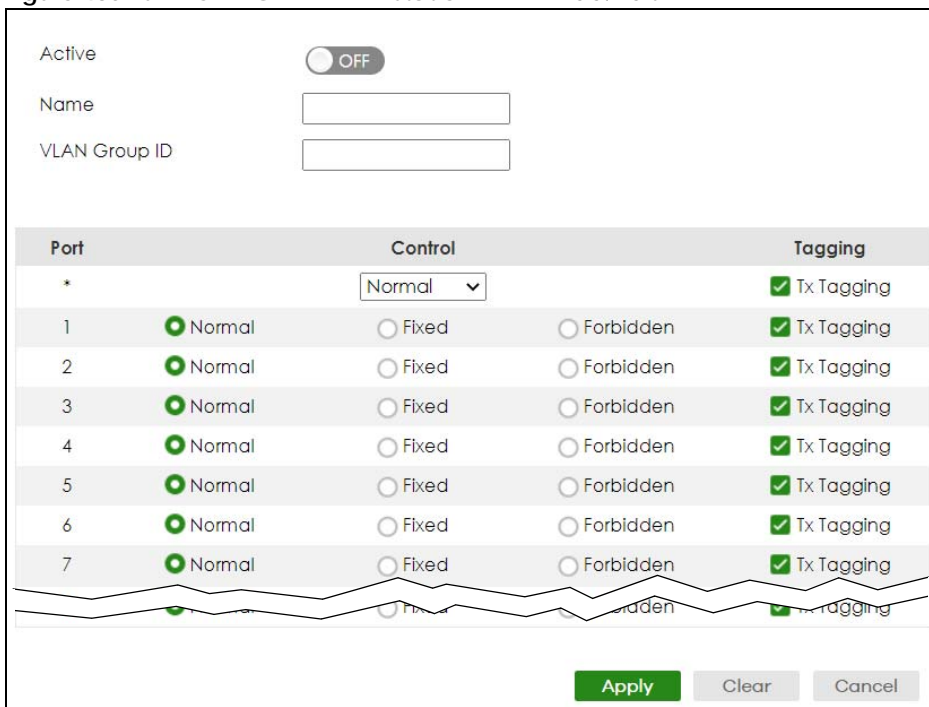 Active OFF
Name
VLAN Group ID
Port Control Tagging
* Normal Tx Tagging
1 Normal Fixed Forbidden Tx Tagging
2 Normal Fixed Forbidden Tx Tagging
3 Normal Fixed Forbidden Tx Tagging
4 Normal Fixed Forbidden Tx Tagging
5 Normal Fixed Forbidden Tx Tagging
6 Normal Fixed Forbidden Tx Tagging
7 Normal Fixed Forbidden Tx Tagging
Apply Clear Cancel